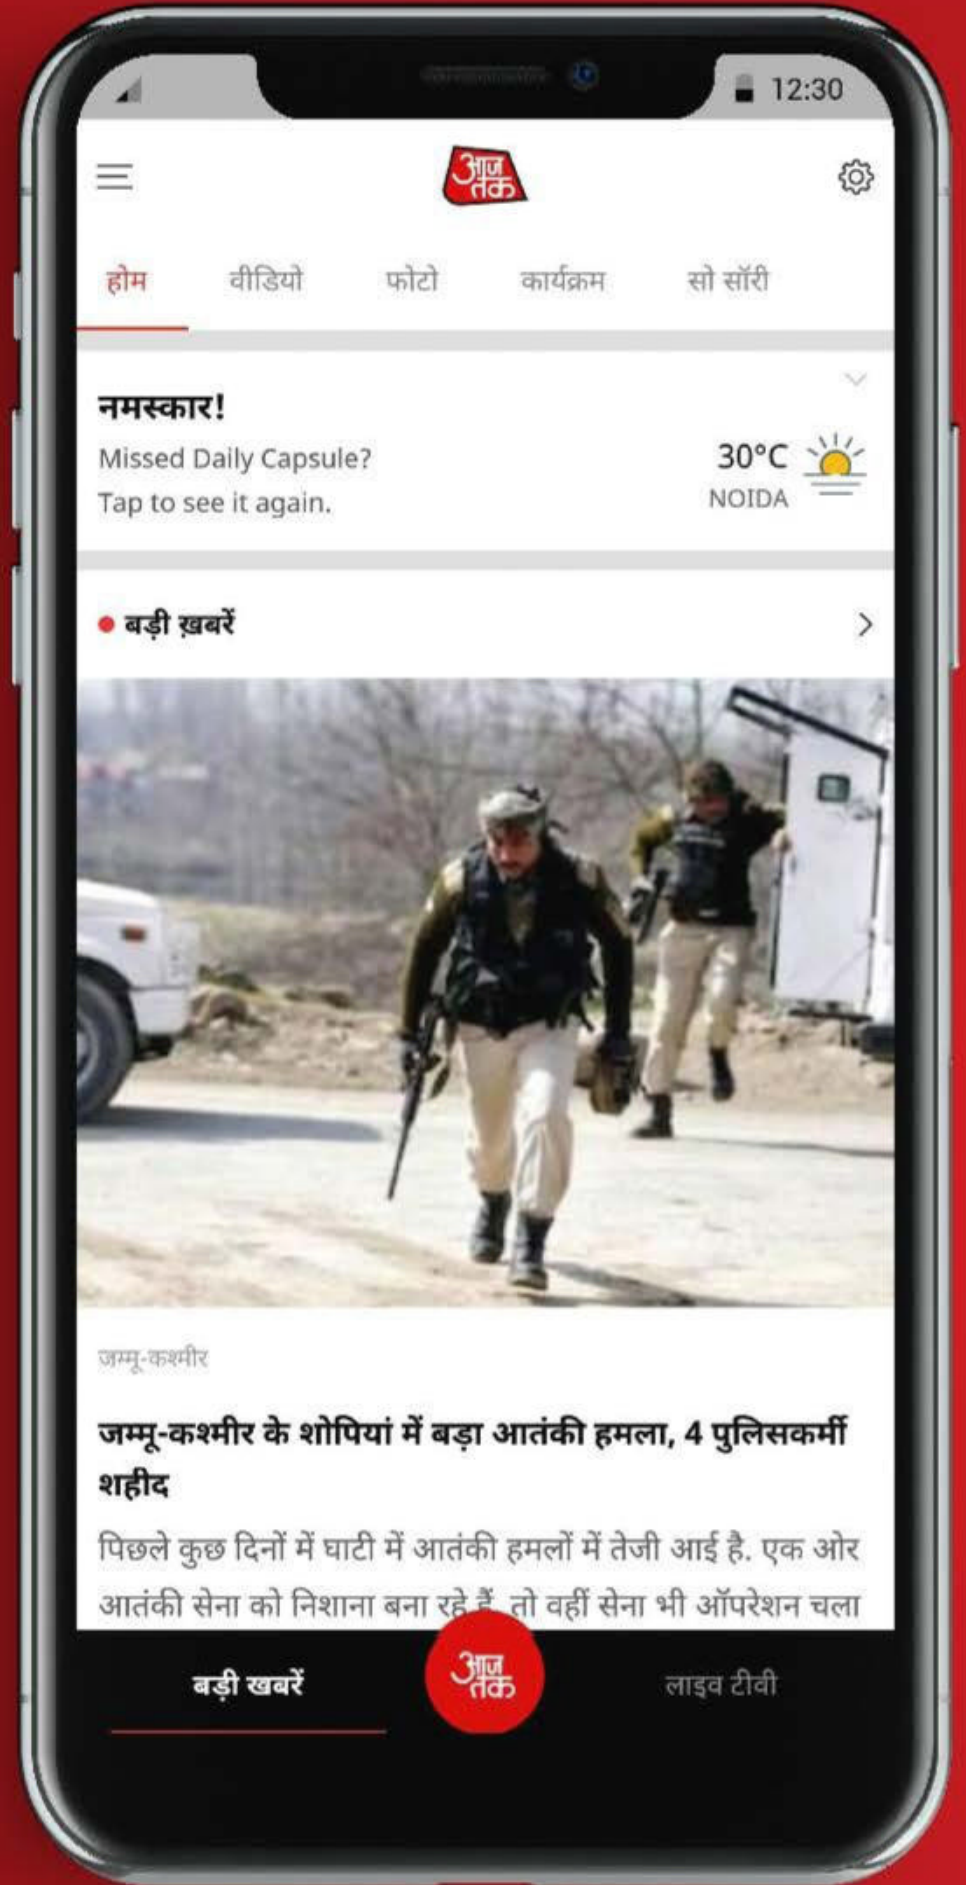 12:30
आज
तक
होम वीडियो फोटो कार्यक्रम सो सॉरी
नमस्कार!
Missed Daily Capsule?
Tap to see it again.
30°C
NOIDA
बड़ी ख़बरें
जम्मू-कश्मीर
जम्मू-कश्मीर के शोपियां में बड़ा आतंकी हमला, 4 पुलिसकर्मी
शहीद
पिछले कुछ दिनों में घाटी में आतंकी हमलों में तेजी आई है. एक ओर
आतंकी सेना को निशाना बना रहे हैं, तो वहीं सेना भी ऑपरेशन चला
बड़ी खबरें
आज
तक
लाइव टीवी